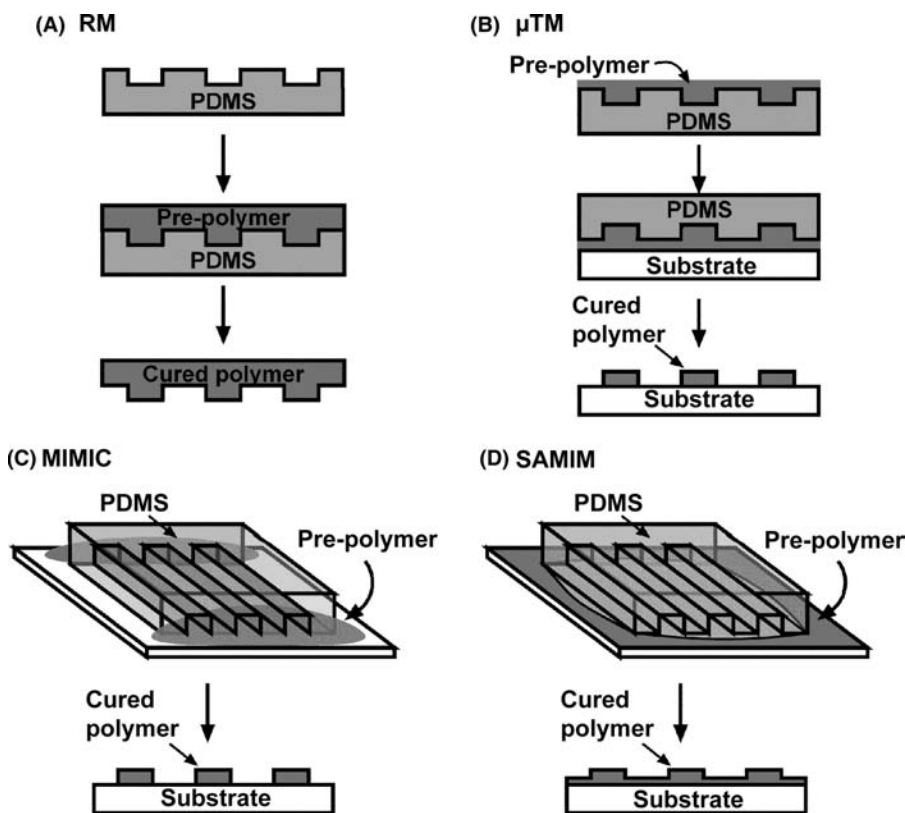 (A) RM
PDMS
Pre-polymer
PDMS
Cured polymer
(B) µTM
Pre-polymer
PDMS
PDMS
Substrate
Cured
polymer
Substrate
(C) MIMIC
PDMS
Pre-polymer
Cured
polymer
Substrate
(D) SAMIM
PDMS
Pre-polymer
Cured
polymer
Substrate